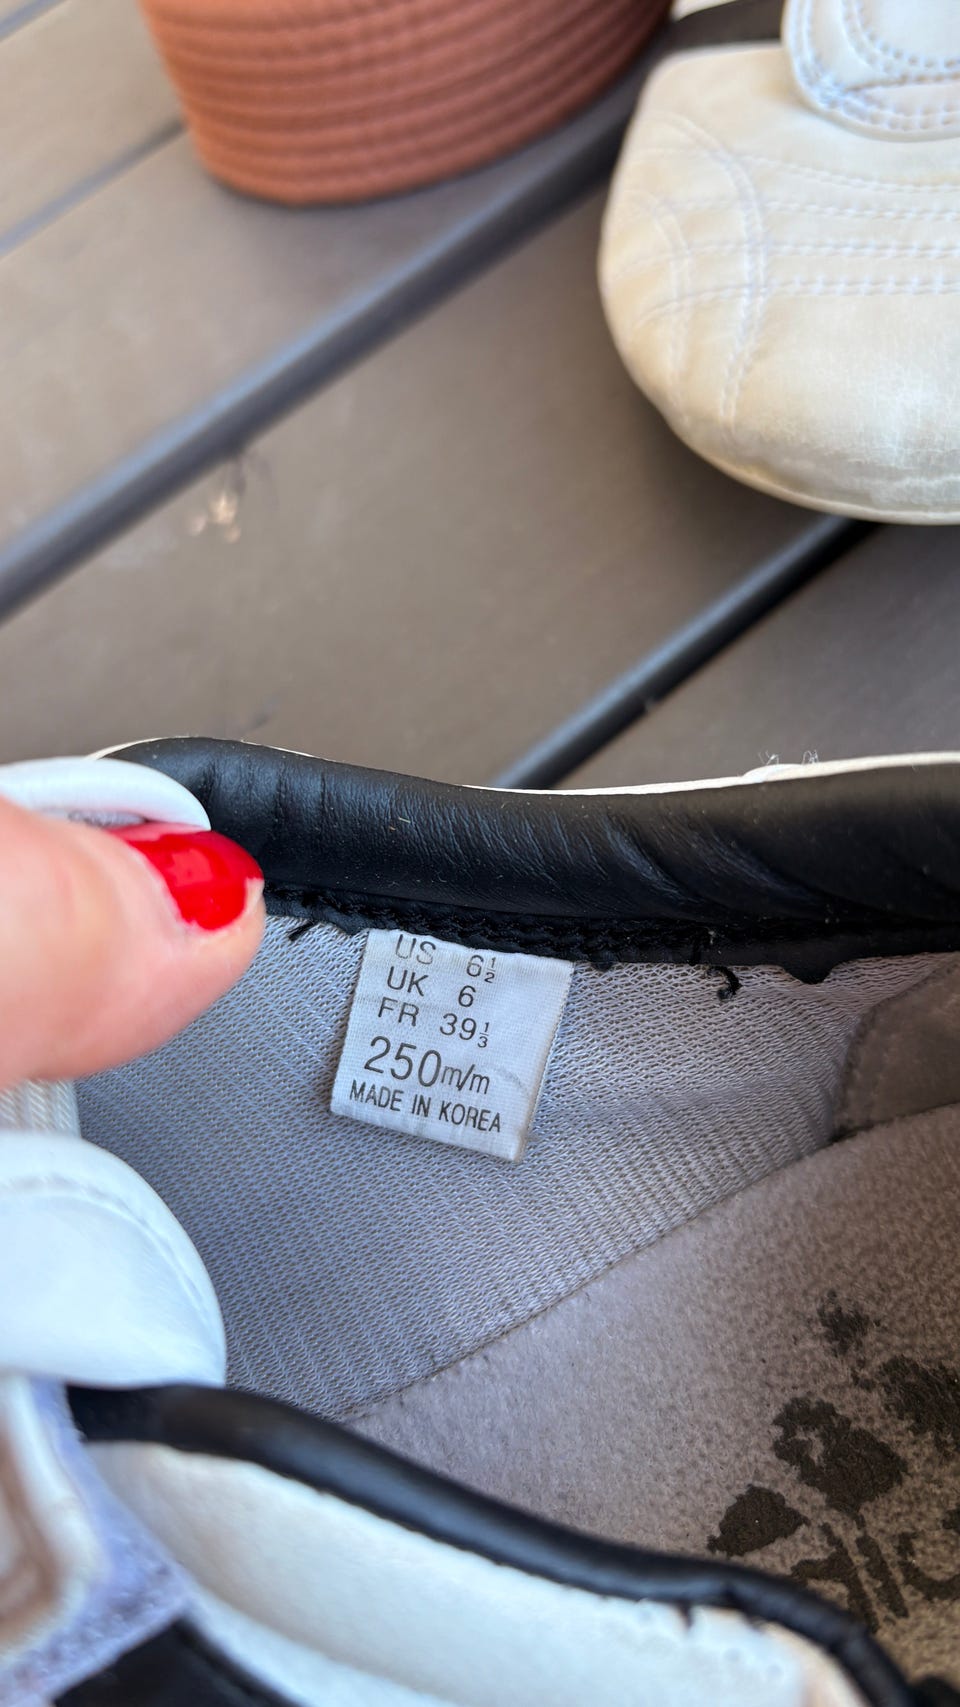 US 6½
UK 6
FR 39⅓
250m/m
MADE IN KOREA